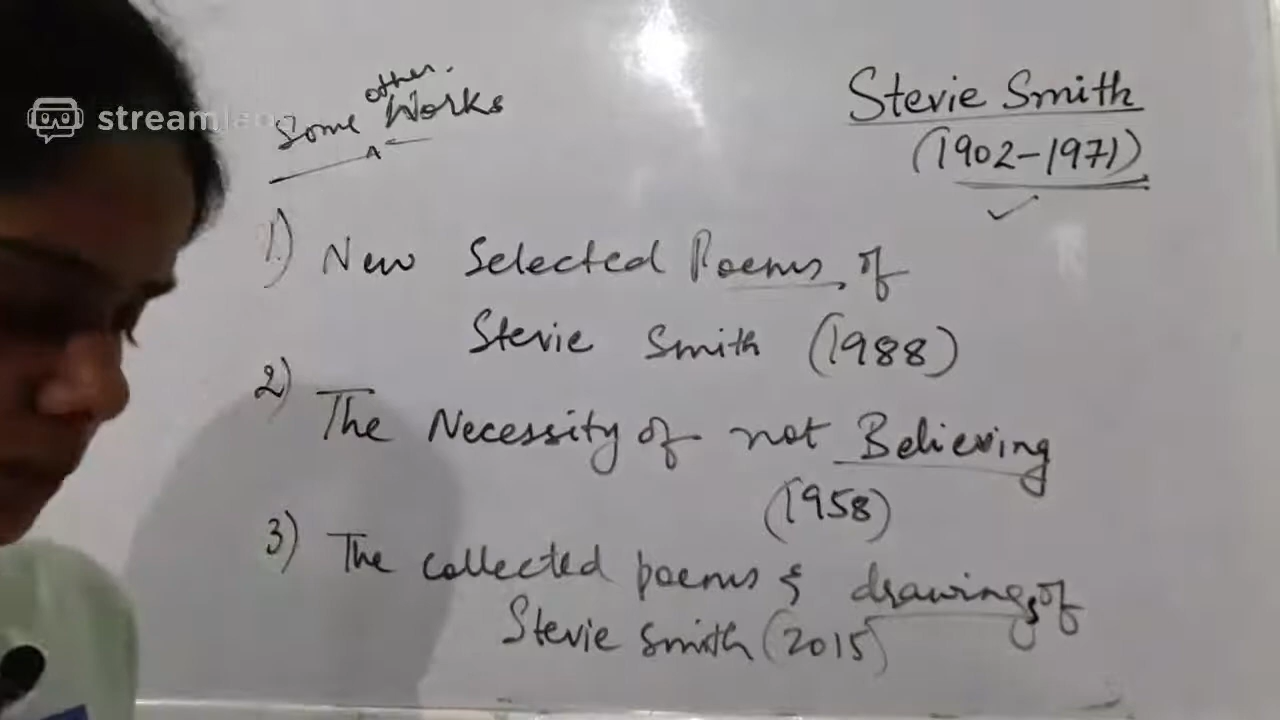 streamlabs
Some other Works
Stevie Smith
(1902-1971)
1) New Selected Poems of
Stevie Smith (1988)
2) The Necessity of not Believing
(1958)
3) The collected poems & drawings of
Stevie Smith (2015)